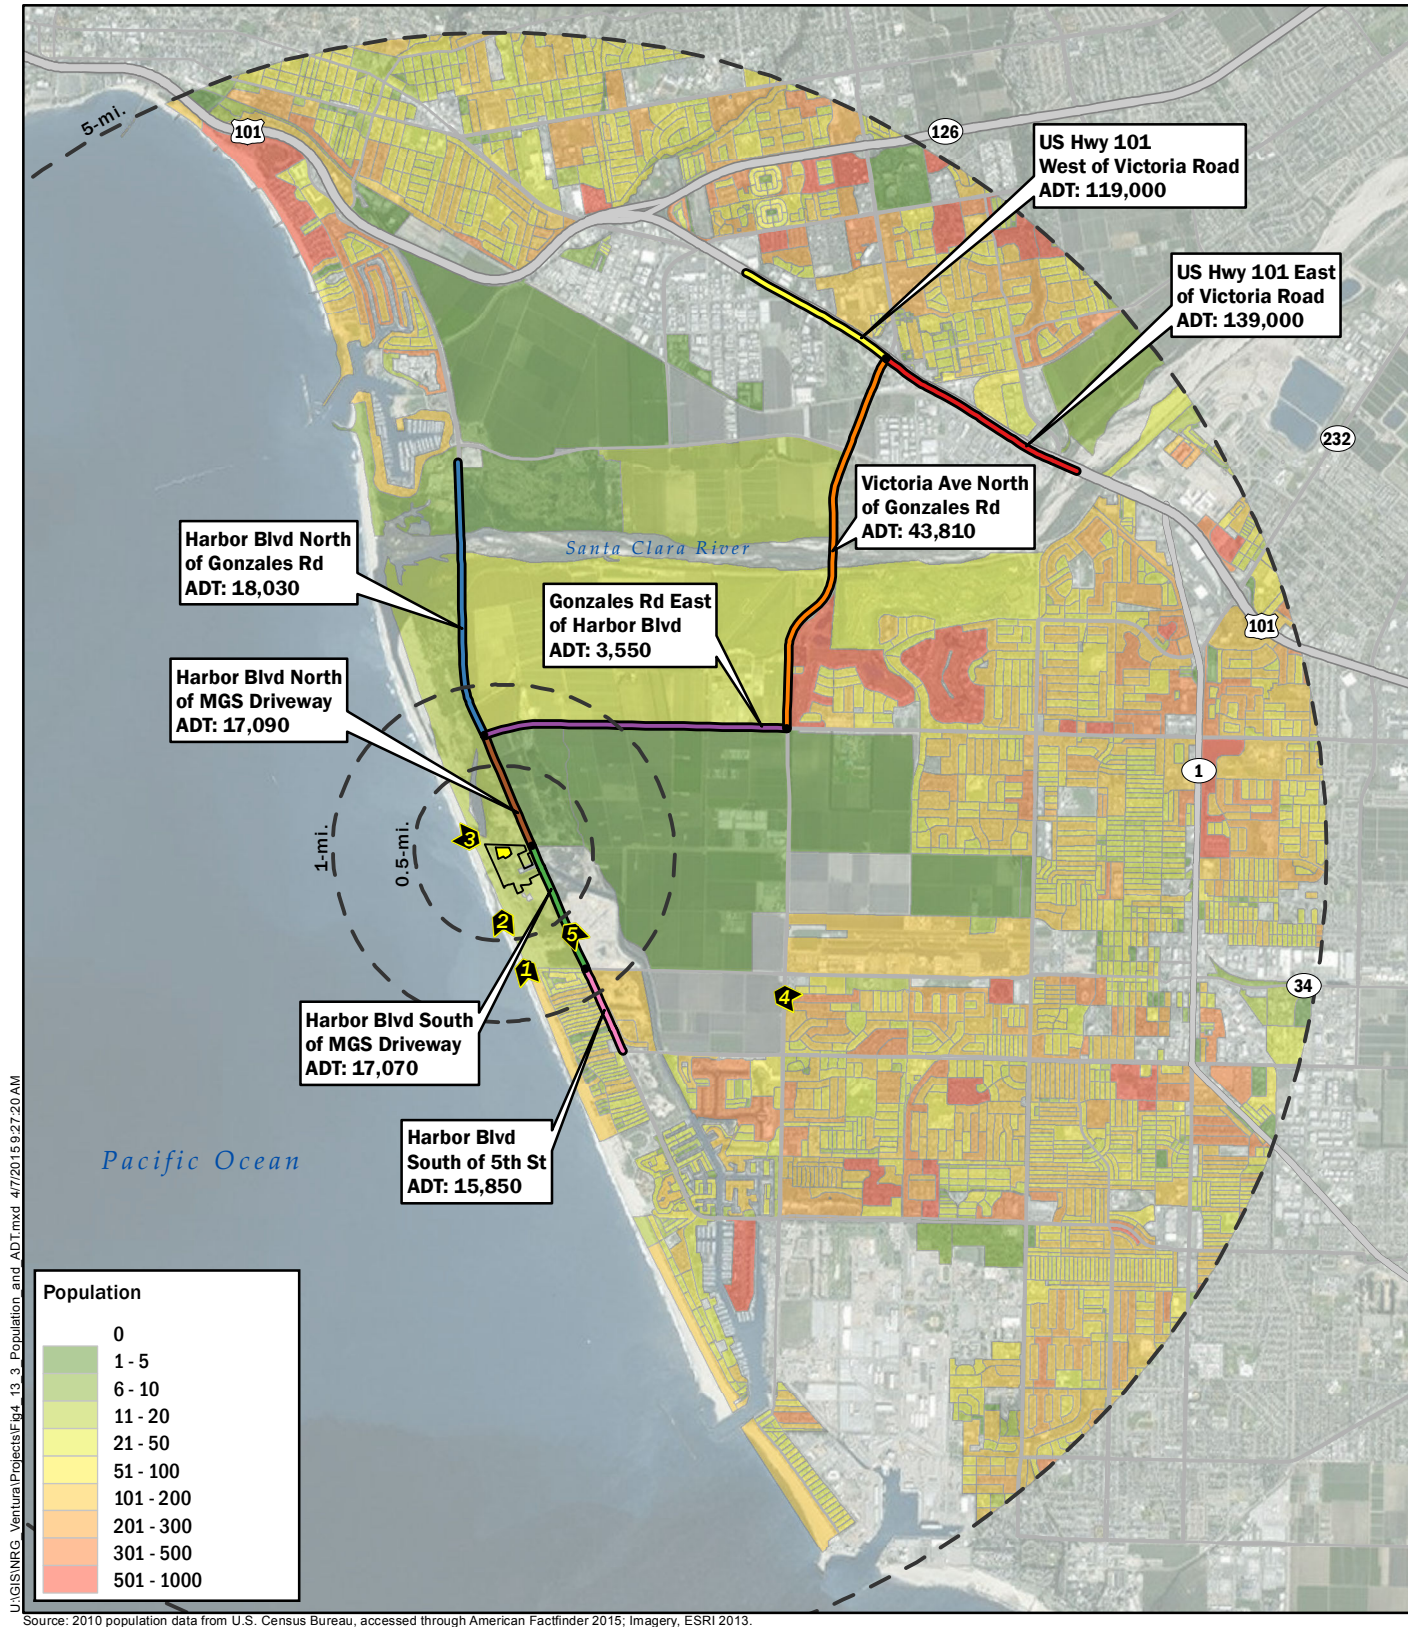 5-mi.
101
126
US Hwy 101
West of Victoria Road
ADT: 119,000
US Hwy 101 East
of Victoria Road
ADT: 139,000
232
Victoria Ave North
of Gonzales Rd
ADT: 43,810
Harbor Blvd North
of Gonzales Rd
ADT: 18,030
Santa Clara River
Gonzales Rd East
of Harbor Blvd
ADT: 3,550
101
Harbor Blvd North
of MGS Driveway
ADT: 17,090
1
1-mi.
0.5-mi.
3
2
5
1
4
34
Harbor Blvd South
of MGS Driveway
ADT: 17,070
Harbor Blvd
South of 5th St
ADT: 15,850
Pacific Ocean
Population
0
1 - 5
6 - 10
11 - 20
21 - 50
51 - 100
101 - 200
201 - 300
301 - 500
501 - 1000
U:\GIS\NRG_Ventura\Projects\Fig4_13_3_Population_and_ADT.mxd 4/7/2015 9:27:20 AM
Source: 2010 population data from U.S. Census Bureau, accessed through American Factfinder 2015; Imagery, ESRI 2013.